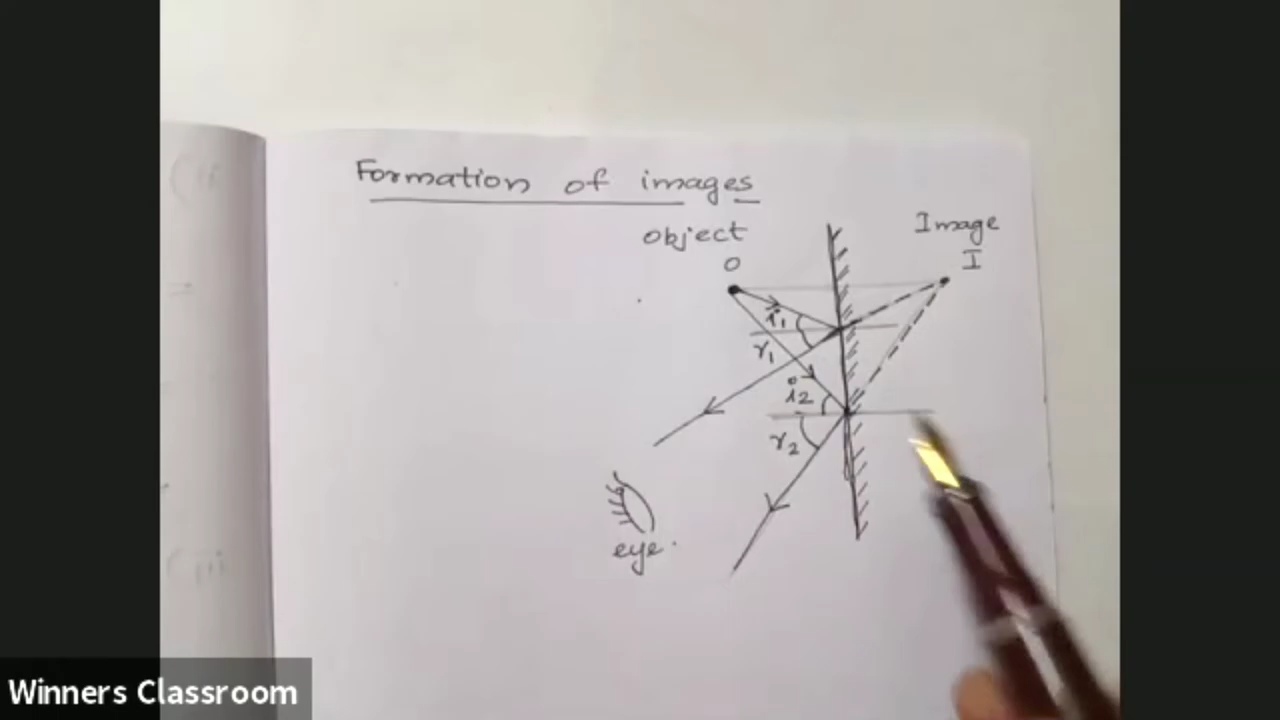 Formation of images
object
Image
O
I
i1
r1
i2
r2
eye.
Winners Classroom